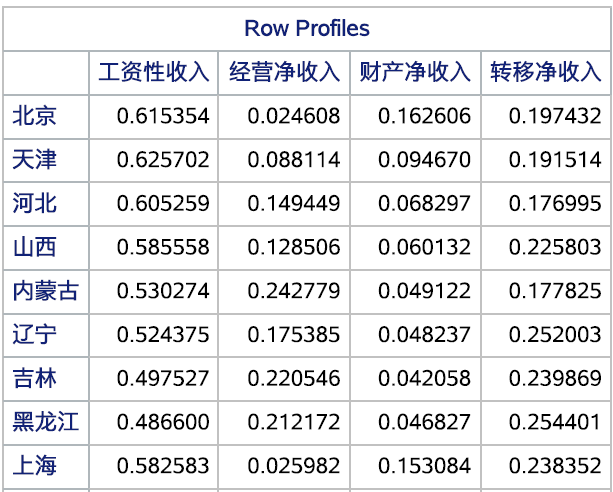 Row Profiles
工资性收入 经营净收入 财产净收入 转移净收入
北京 0.615354 0.024608 0.162606 0.197432
天津 0.625702 0.088114 0.094670 0.191514
河北 0.605259 0.149449 0.068297 0.176995
山西 0.585558 0.128506 0.060132 0.225803
内蒙古 0.530274 0.242779 0.049122 0.177825
辽宁 0.524375 0.175385 0.048237 0.252003
吉林 0.497527 0.220546 0.042058 0.239869
黑龙江 0.486600 0.212172 0.046827 0.254401
上海 0.582583 0.025982 0.153084 0.238352